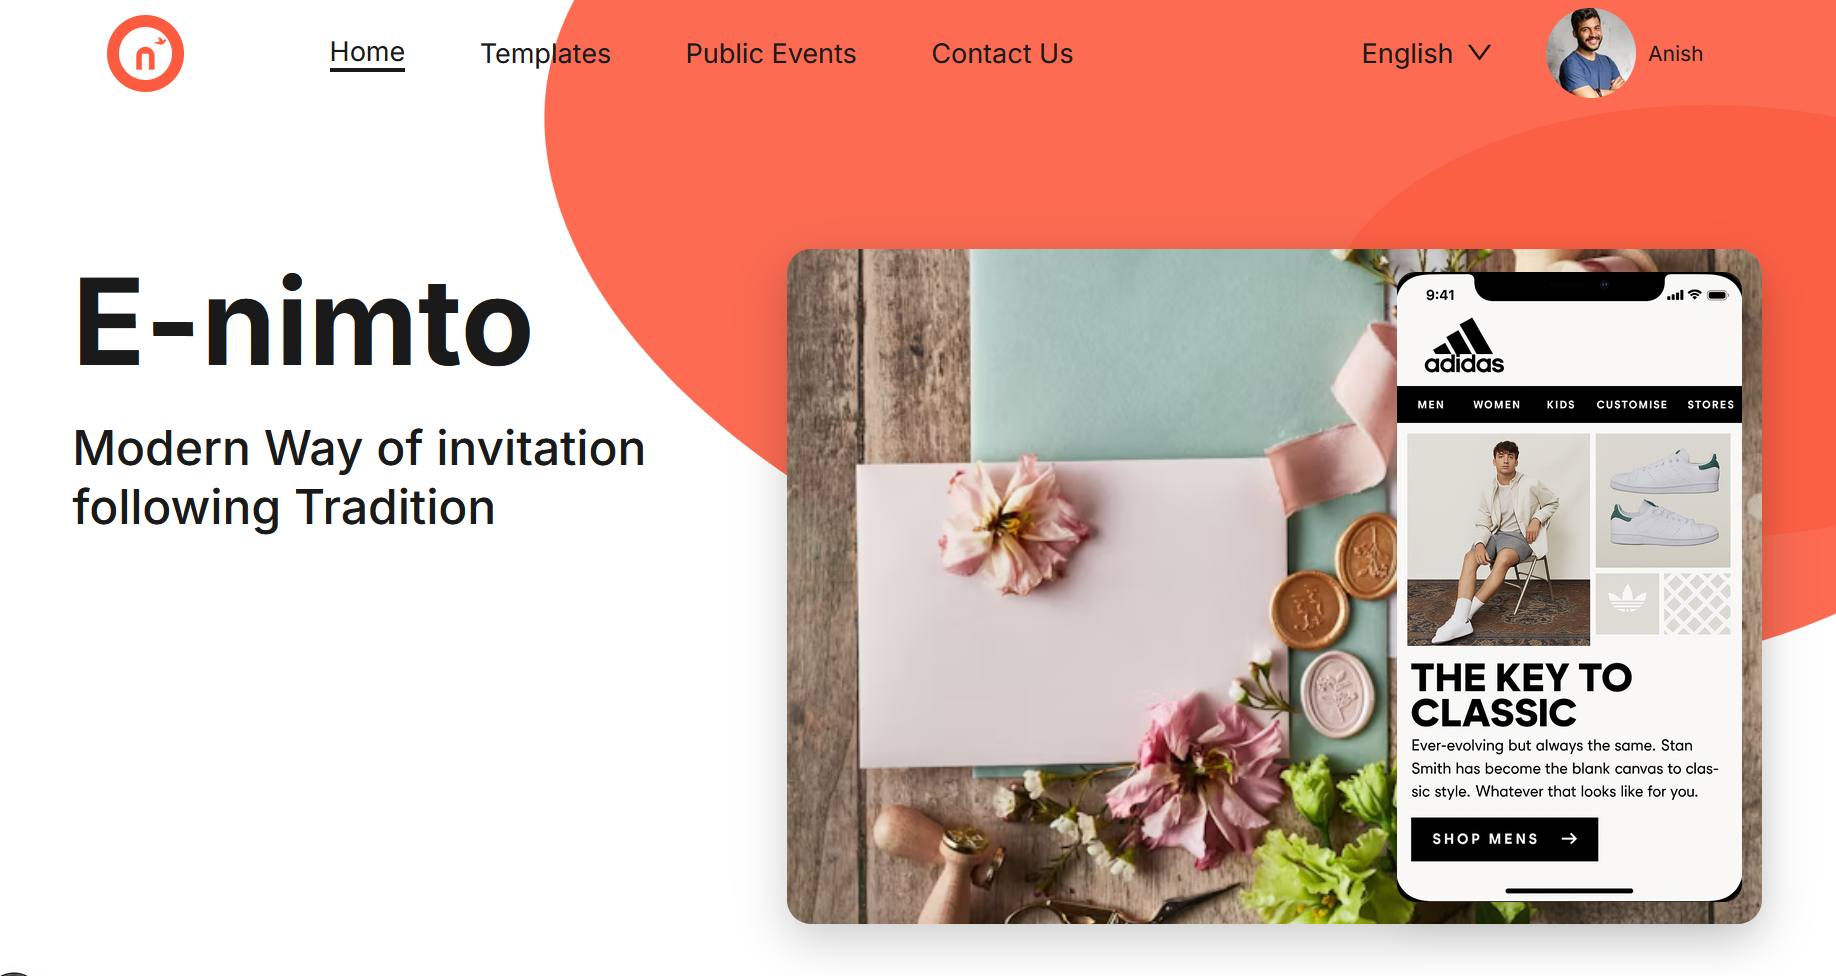 n
Home
Templates
Public Events
Contact Us
English
Anish
E-nimto
Modern Way of invitation
following Tradition
9:41
adidas
MEN WOMEN KIDS CUSTOMISE STORES
THE KEY TO
CLASSIC
Ever-evolving but always the same. Stan
Smith has become the blank canvas to clas-
sic style. Whatever that looks like for you.
SHOP MENS →